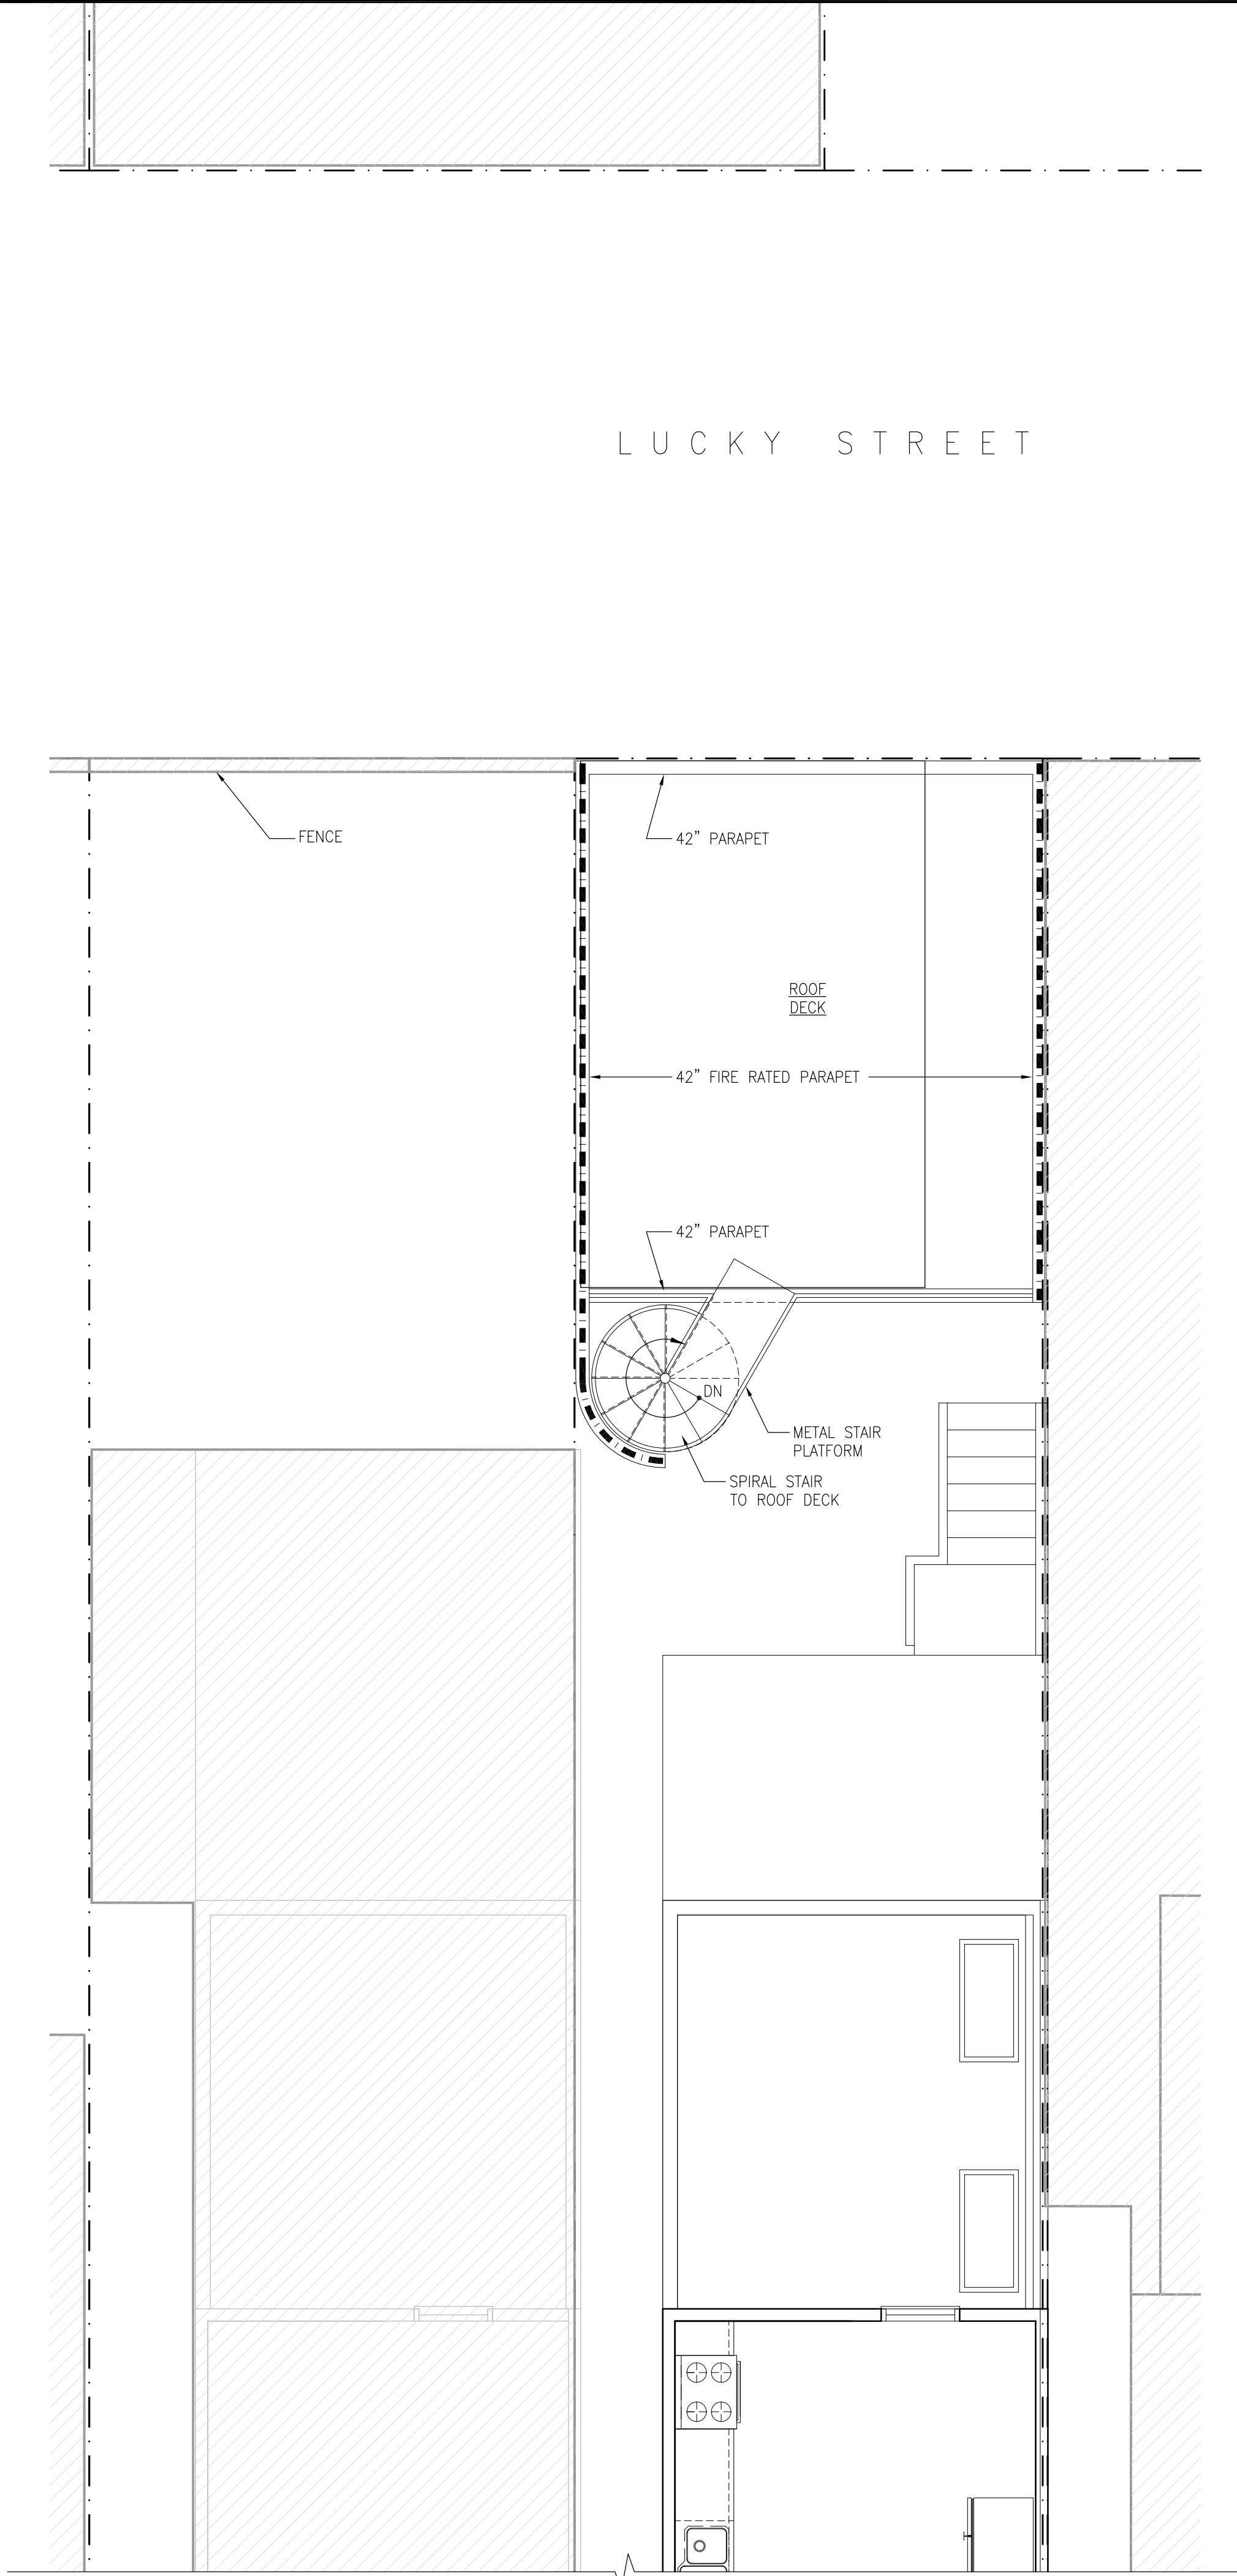 LUCKY STREET
FENCE
42” PARAPET
ROOF
DECK
42” FIRE RATED PARAPET
42” PARAPET
DN
METAL STAIR
PLATFORM
SPIRAL STAIR
TO ROOF DECK